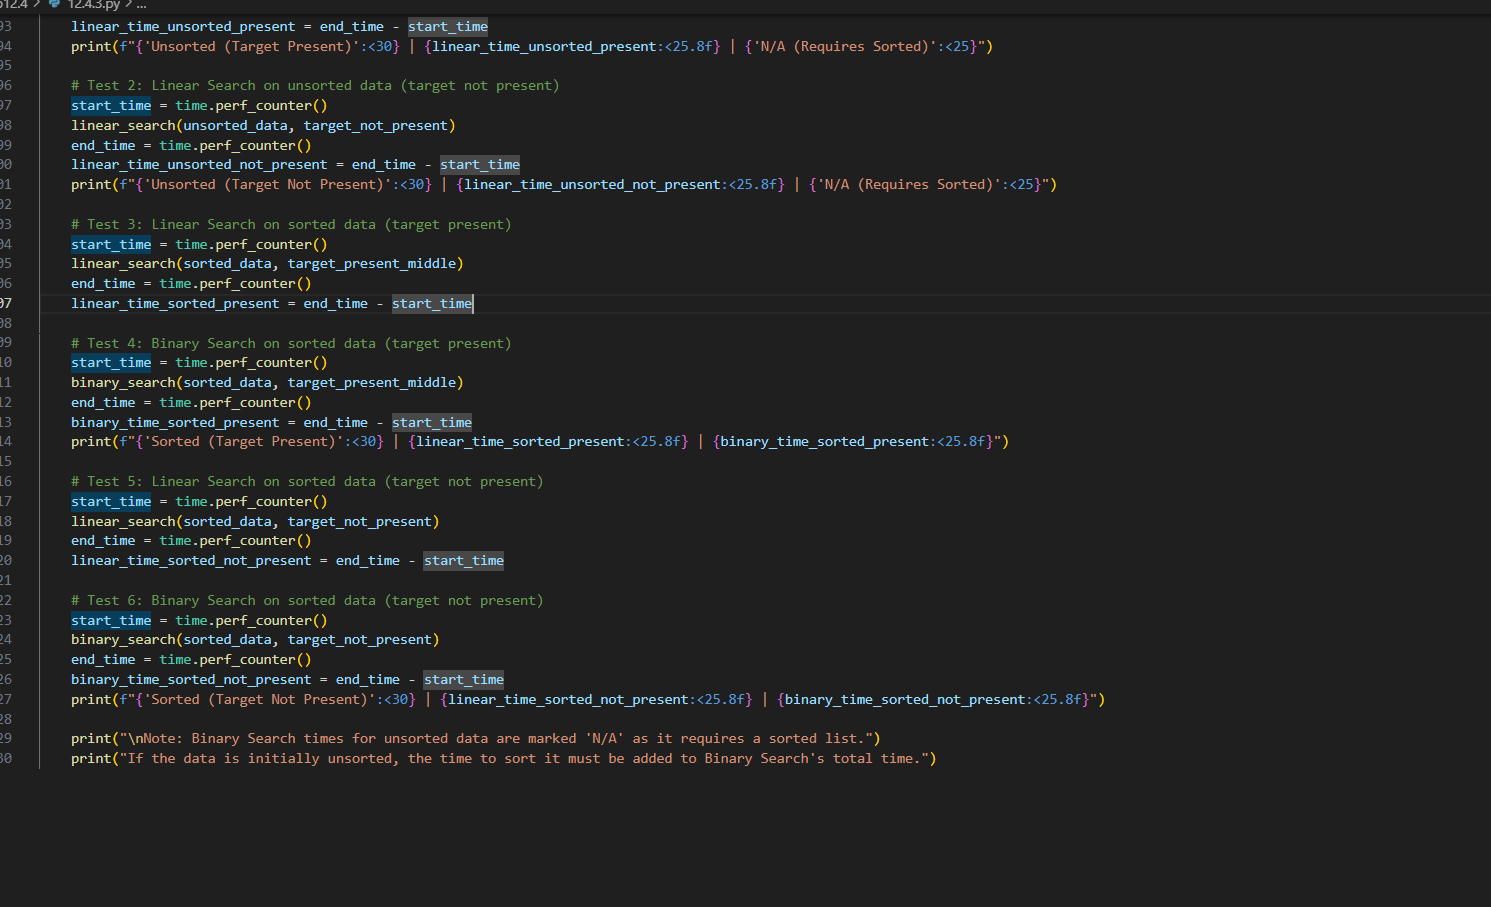 12.4 > 12.4.3.py > ...
93 linear_time_unsorted_present = end_time - start_time
94 print(f"{'Unsorted (Target Present)':<30} | {linear_time_unsorted_present:<25.8f} | {'N/A (Requires Sorted)':<25}")
95
96 # Test 2: Linear Search on unsorted data (target not present)
97 start_time = time.perf_counter()
98 linear_search(unsorted_data, target_not_present)
99 end_time = time.perf_counter()
00 linear_time_unsorted_not_present = end_time - start_time
01 print(f"{'Unsorted (Target Not Present)':<30} | {linear_time_unsorted_not_present:<25.8f} | {'N/A (Requires Sorted)':<25}")
02
03 # Test 3: Linear Search on sorted data (target present)
04 start_time = time.perf_counter()
05 linear_search(sorted_data, target_present_middle)
06 end_time = time.perf_counter()
07 linear_time_sorted_present = end_time - start_time
08
09 # Test 4: Binary Search on sorted data (target present)
10 start_time = time.perf_counter()
11 binary_search(sorted_data, target_present_middle)
12 end_time = time.perf_counter()
13 binary_time_sorted_present = end_time - start_time
14 print(f"{'Sorted (Target Present)':<30} | {linear_time_sorted_present:<25.8f} | {binary_time_sorted_present:<25.8f}")
15
16 # Test 5: Linear Search on sorted data (target not present)
17 start_time = time.perf_counter()
18 linear_search(sorted_data, target_not_present)
19 end_time = time.perf_counter()
20 linear_time_sorted_not_present = end_time - start_time
21
22 # Test 6: Binary Search on sorted data (target not present)
23 start_time = time.perf_counter()
24 binary_search(sorted_data, target_not_present)
25 end_time = time.perf_counter()
26 binary_time_sorted_not_present = end_time - start_time
27 print(f"{'Sorted (Target Not Present)':<30} | {linear_time_sorted_not_present:<25.8f} | {binary_time_sorted_not_present:<25.8f}")
28
29 print("\nNote: Binary Search times for unsorted data are marked 'N/A' as it requires a sorted list.")
30 print("If the data is initially unsorted, the time to sort it must be added to Binary Search's total time.")